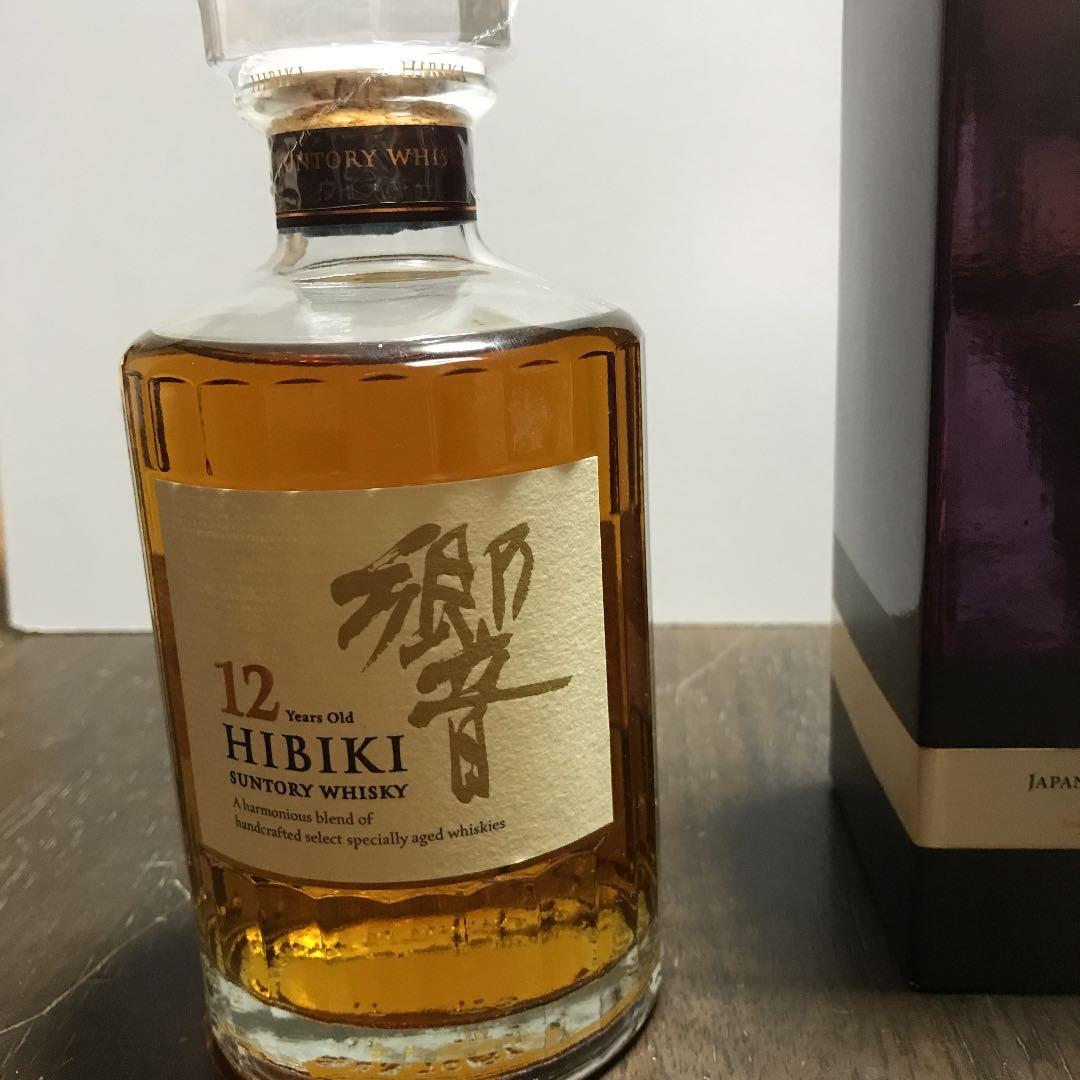 HIBIKI HIBIKI
SUNTORY WHIS
響
12 Years Old
HIBIKI
SUNTORY WHISKY
A harmonious blend of
handcrafted select specially aged whiskies
JAPAN